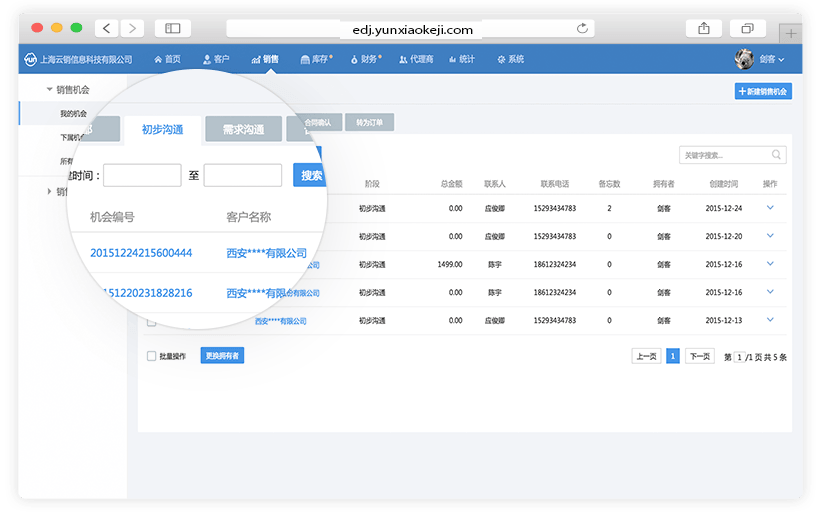 edj.yunxiaokeji.com
上海云销信息科技有限公司 首页 客户 销售 库存 财务 代理商 统计 系统 剑客
销售机会
新建销售机会
我的机会
初步沟通 需求沟通 合同确认 转为订单
下属机会
关键字搜索...
时间： 至 搜索
阶段 总金额 联系人 联系电话 备忘数 拥有者 创建时间 操作
机会编号 客户名称
初步沟通 0.00 应俊卿 15293434783 2 剑客 2015-12-24
初步沟通 0.00 应俊卿 15293434783 0 剑客 2015-12-20
20151224215600444 西安****有限公司
初步沟通 1499.00 陈宇 18612324234 0 剑客 2015-12-16
151220231828216 西安****有限 份有限公司
初步沟通 0.00 陈宇 18612324234 0 剑客 2015-12-16
西安****有限公司 初步沟通 0.00 应俊卿 15293434783 0 剑客 2015-12-13
批量操作 更换拥有者 上一页 1 下一页 第 1 /1 页 共 5 条